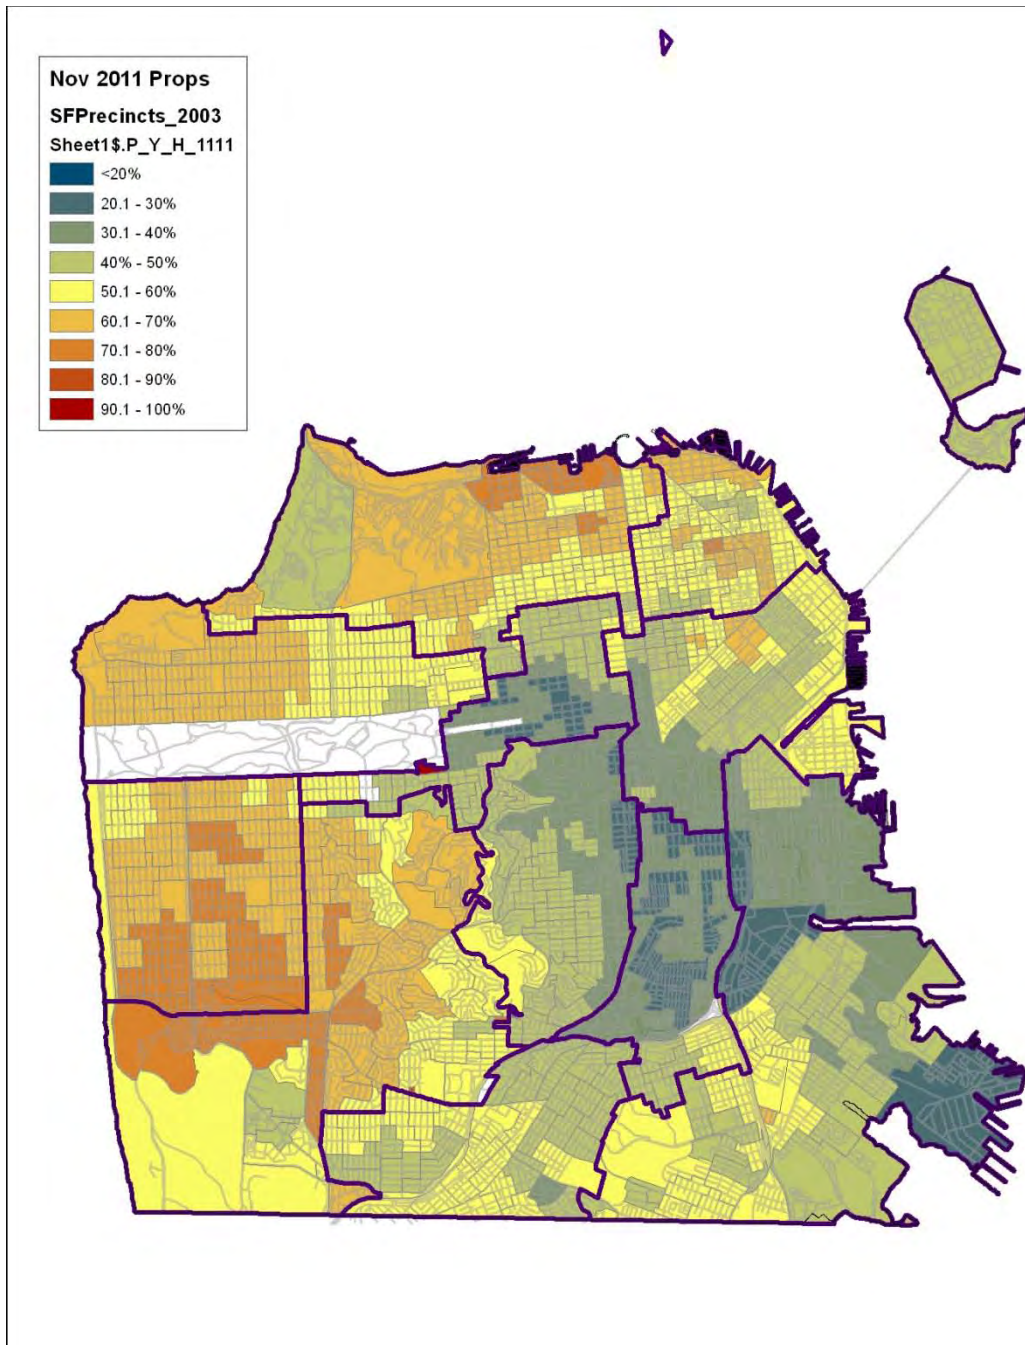 Nov 2011 Props
SFPrecincts_2003
Sheet1$.P_Y_H_1111
<20%
20.1 - 30%
30.1 - 40%
40% - 50%
50.1 - 60%
60.1 - 70%
70.1 - 80%
80.1 - 90%
90.1 - 100%